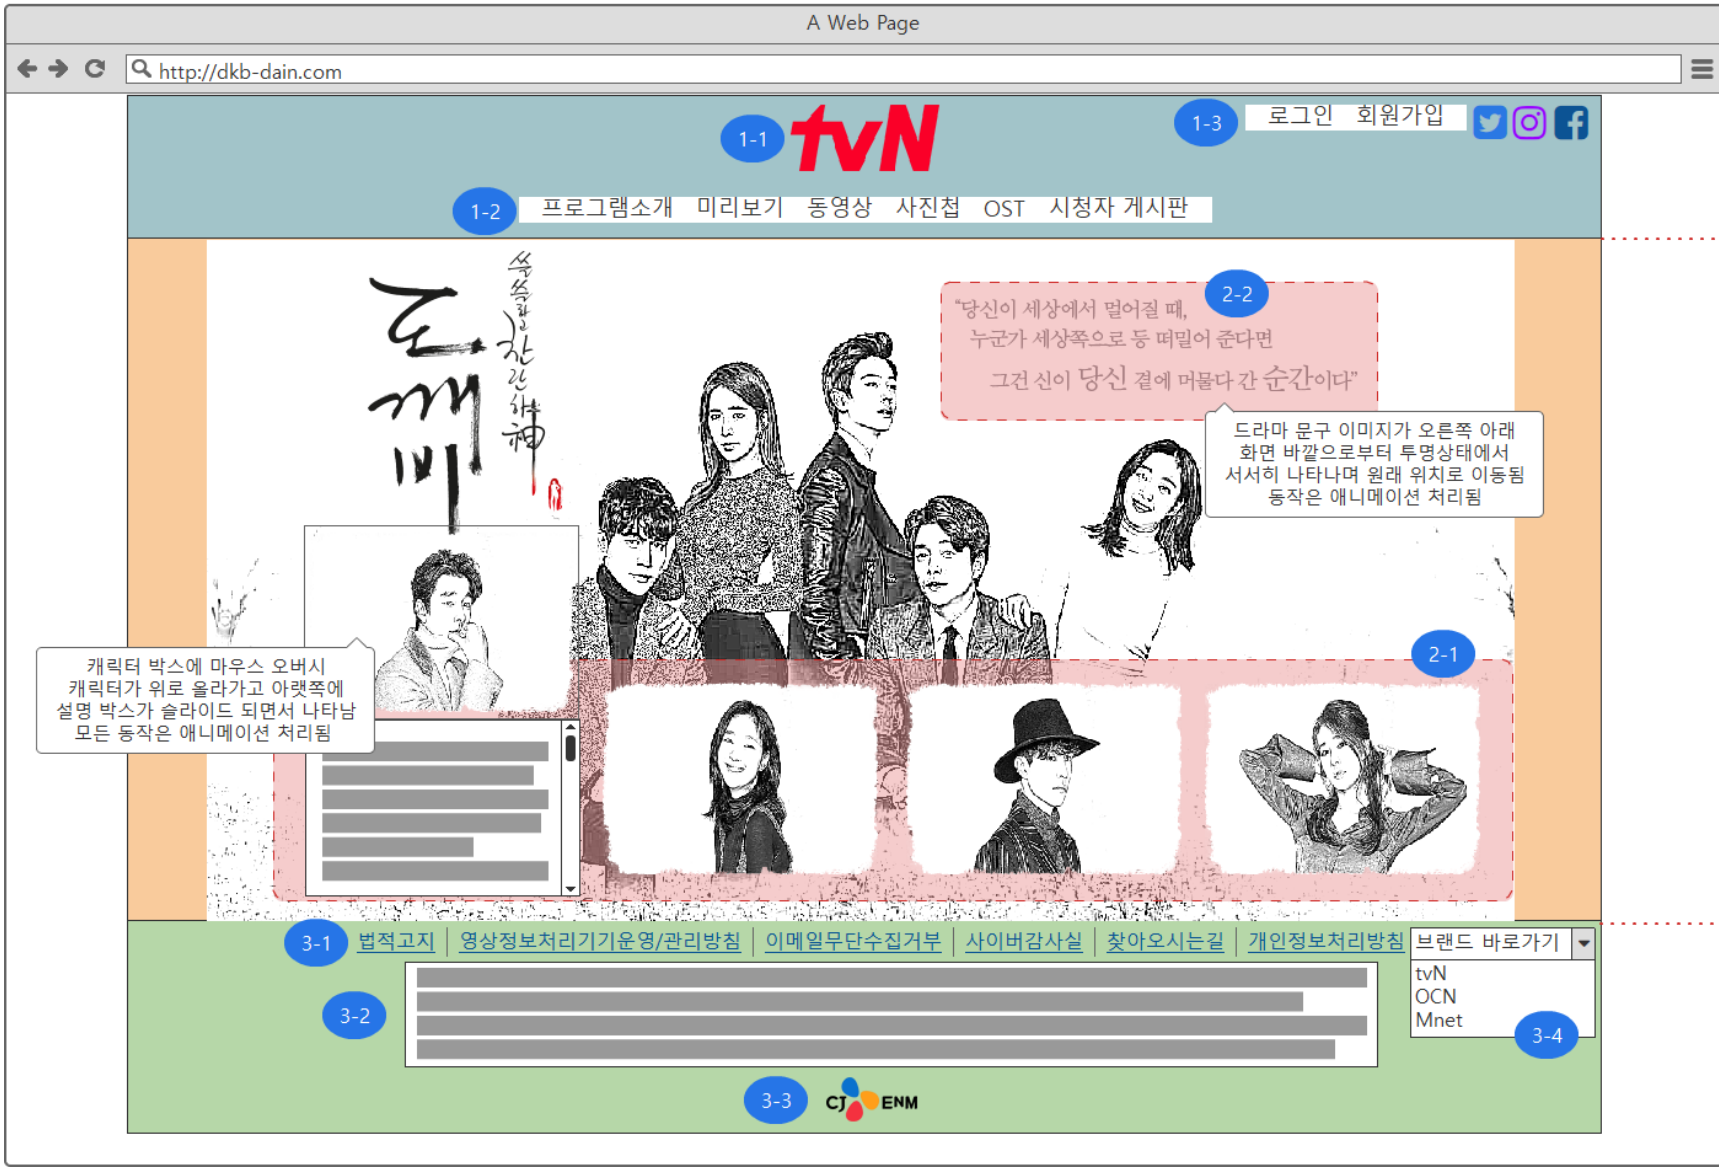 A Web Page
http://dkb-dain.com
1-1
tvN
1-3
로그인 회원가입
1-2
프로그램소개 미리보기 동영상 사진첩 OST 시청자 게시판
쓸쓸하고 찬란하神
도깨비
2-2
“당신이 세상에서 멀어질 때,
누군가 세상쪽으로 등 떠밀어 준다면
그건 신이 당신 곁에 머물다 간 순간이다”
드라마 문구 이미지가 오른쪽 아래
화면 바깥으로부터 투명상태에서
서서히 나타나며 원래 위치로 이동됨
동작은 애니메이션 처리됨
캐릭터 박스에 마우스 오버시
캐릭터가 위로 올라가고 아랫쪽에
설명 박스가 슬라이드 되면서 나타남
모든 동작은 애니메이션 처리됨
2-1
3-1
법적고지 영상정보처리기기운영/관리방침 이메일무단수집거부 사이버감사실 찾아오시는길 개인정보처리방침
브랜드 바로가기
tvN
OCN
Mnet
3-2
3-4
3-3
CJ ENM